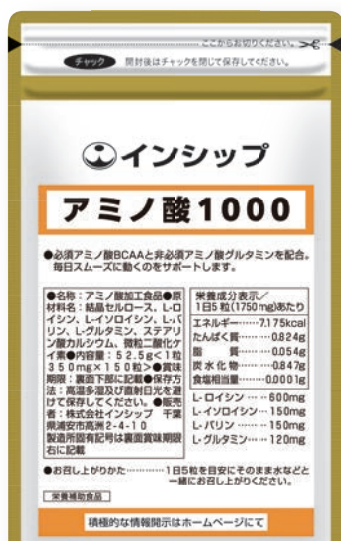 ここからお切りください。
チャック 開封後はチャックを閉じて保存してください。
インシップ
アミノ酸1000
●必須アミノ酸BCAAと非必須アミノ酸グルタミンを配合。
毎日スムーズに動くのをサポートします。
●名称：アミノ酸加工食品●原
材料名：結晶セルロース、L-ロ
イシン、L-イソロイシン、L-バ
リン、L-グルタミン、ステアリ
ン酸カルシウム、微粒二酸化ケ
イ素●内容量：52.5g<1粒
350mg×150粒>●賞味
期限：裏面下部に記載●保存方
法：高温多湿及び直射日光を避
けて保存してください。●販売
者：株式会社インシップ 千葉
県浦安市高洲2-4-10
製造所固有記号は裏面賞味期限
右に記載
栄養成分表示／
1日5粒(1750mg)あたり
エネルギー……7.175kcal
たんぱく質………0.824g
脂質………0.054g
炭水化物………0.847g
食塩相当量………0.0001g
L-ロイシン……600mg
L-イソロイシン…150mg
L-バリン………150mg
L-グルタミン……120mg
●お召し上がりかた…………1日5粒を目安にそのまま水などと
一緒にお召し上がりください。
栄養補助食品
積極的な情報開示はホームページにて